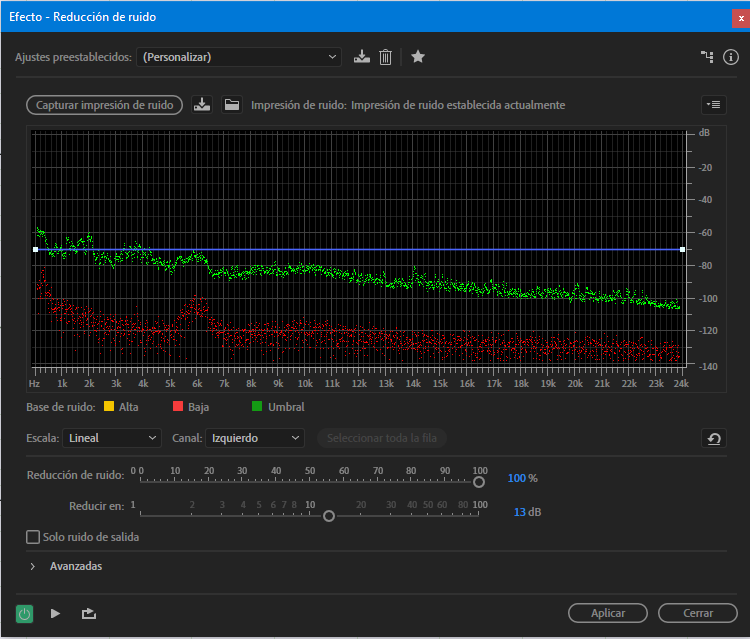 Efecto - Reducción de ruido
x
Ajustes preestablecidos: (Personalizar)
Capturar impresión de ruido Impresión de ruido: Impresión de ruido establecida actualmente
dB
-20
-40
-60
-80
-100
-120
-140
Hz 1k 2k 3k 4k 5k 6k 7k 8k 9k 10k 11k 12k 13k 14k 15k 16k 17k 18k 19k 20k 21k 22k 23k 24k
Base de ruido: Alta Baja Umbral
Escala: Lineal Canal: Izquierdo Seleccionar toda la fila
Reducción de ruido: 0 0 10 20 30 40 50 60 70 80 90 100 100 %
Reducir en: 1 2 3 4 5 6 7 8 10 20 30 40 50 60 80 100 13 dB
Solo ruido de salida
Avanzadas
Aplicar Cerrar